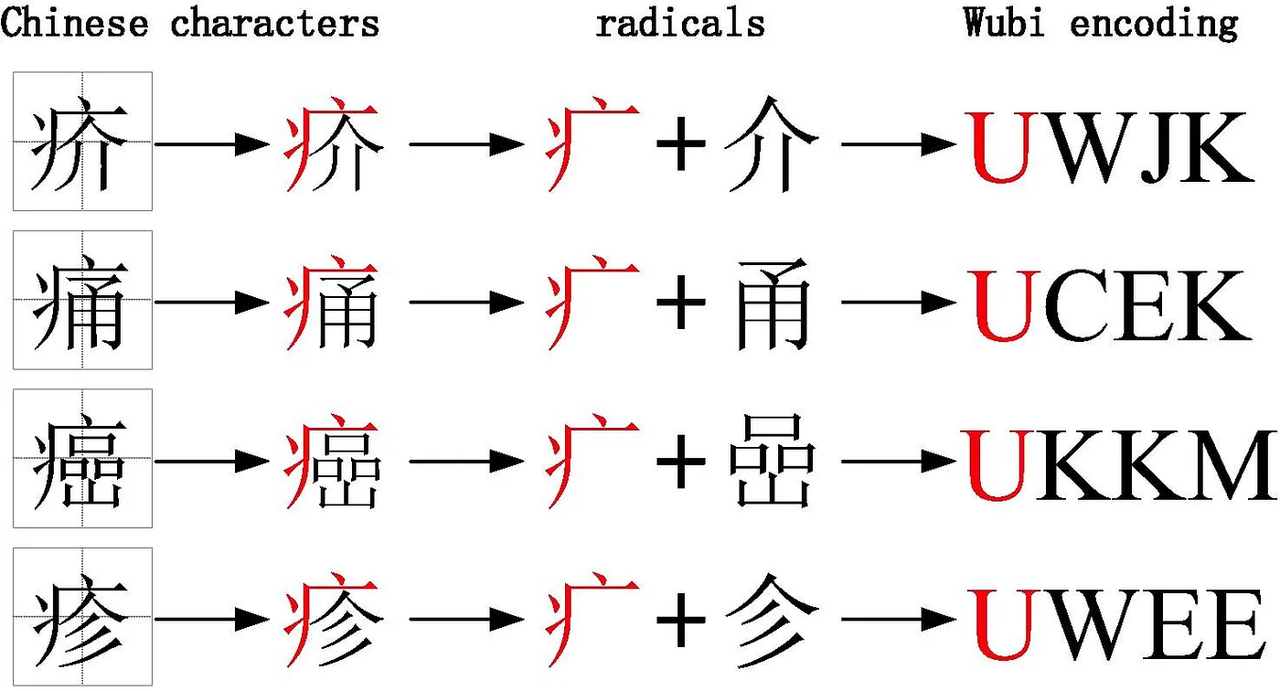 Chinese characters radicals Wubi encoding
疥 疥 疒 + 介 UWJK
痛 痛 疒 + 甬 UCEK
癌 癌 疒 + 嵒 UKKM
疹 疹 疒 + 㐱 UWEE